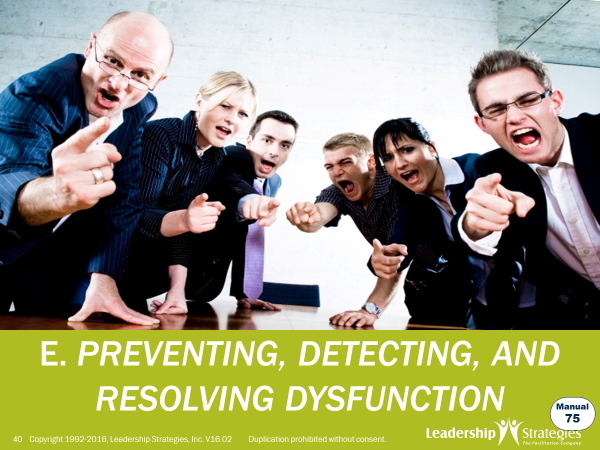 E. PREVENTING, DETECTING, AND
RESOLVING DYSFUNCTION
Manual
75
40 Copyright 1992-2016, Leadership Strategies, Inc. V16.02 Duplication prohibited without consent.
Leadership Strategies
The Facilitation Company